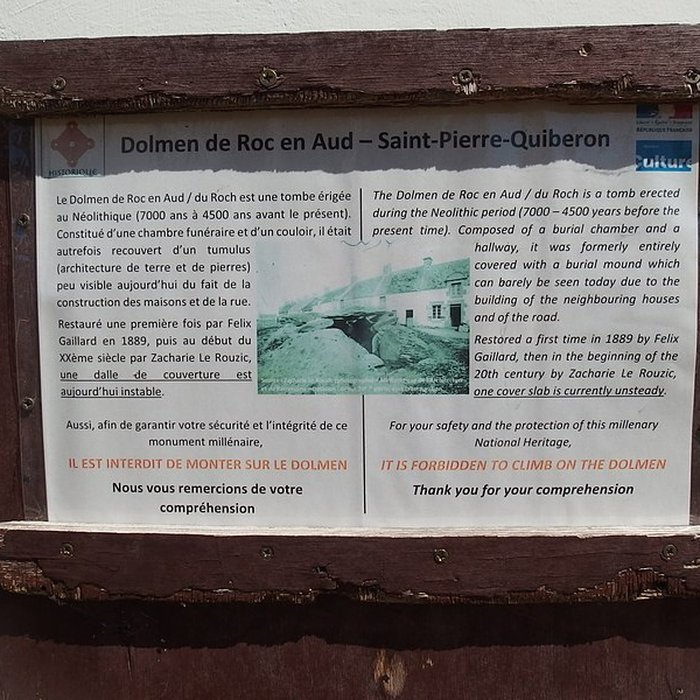 HISTORIOLIE
Dolmen de Roc en Aud – Saint-Pierre-Quiberon
RÉPUBLIQUE FRANÇAISE
Culture
Le Dolmen de Roc en Aud / du Roch est une tombe érigée
au Néolithique (7000 ans à 4500 ans avant le présent).
Constitué d'une chambre funéraire et d'un couloir, il était
autrefois recouvert d'un tumulus
(architecture de terre et de pierres)
peu visible aujourd'hui du fait de la
construction des maisons et de la rue.
Restauré une première fois par Felix
Gaillard en 1889, puis au début du
XXème siècle par Zacharie Le Rouzic,
une dalle de couverture est
aujourd'hui instable.
Aussi, afin de garantir votre sécurité et l'intégrité de ce
monument millénaire,
IL EST INTERDIT DE MONTER SUR LE DOLMEN
Nous vous remercions de votre
compréhension
The Dolmen de Roc en Aud / du Roch is a tomb erected
during the Neolithic period (7000 – 4500 years before the
present time). Composed of a burial chamber and a
hallway, it was formerly entirely
covered with a burial mound which
can barely be seen today due to the
building of the neighbouring houses
and of the road.
Restored a first time in 1889 by Felix
Gaillard, then in the beginning of the
20th century by Zacharie Le Rouzic,
one cover slab is currently unsteady.
For your safety and the protection of this millenary
National Heritage,
IT IS FORBIDDEN TO CLIMB ON THE DOLMEN
Thank you for your comprehension